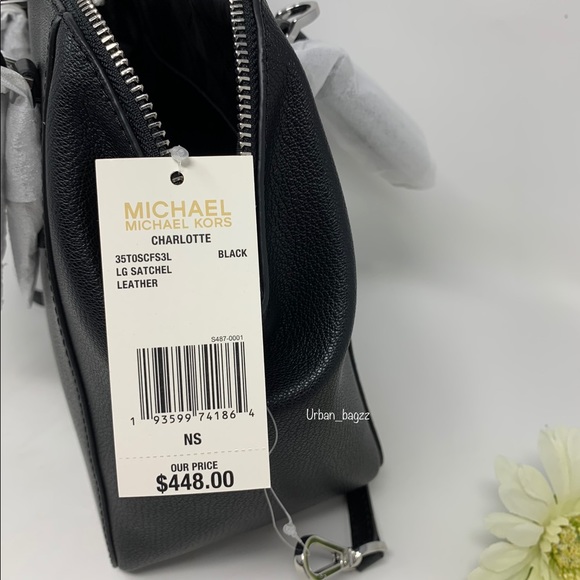 MICHAEL
MICHAEL KORS
CHARLOTTE
35T0SCFS3L BLACK
LG SATCHEL
LEATHER
S487-0001
1 93599 74186 4
NS
OUR PRICE
$448.00
Urban_bagzz